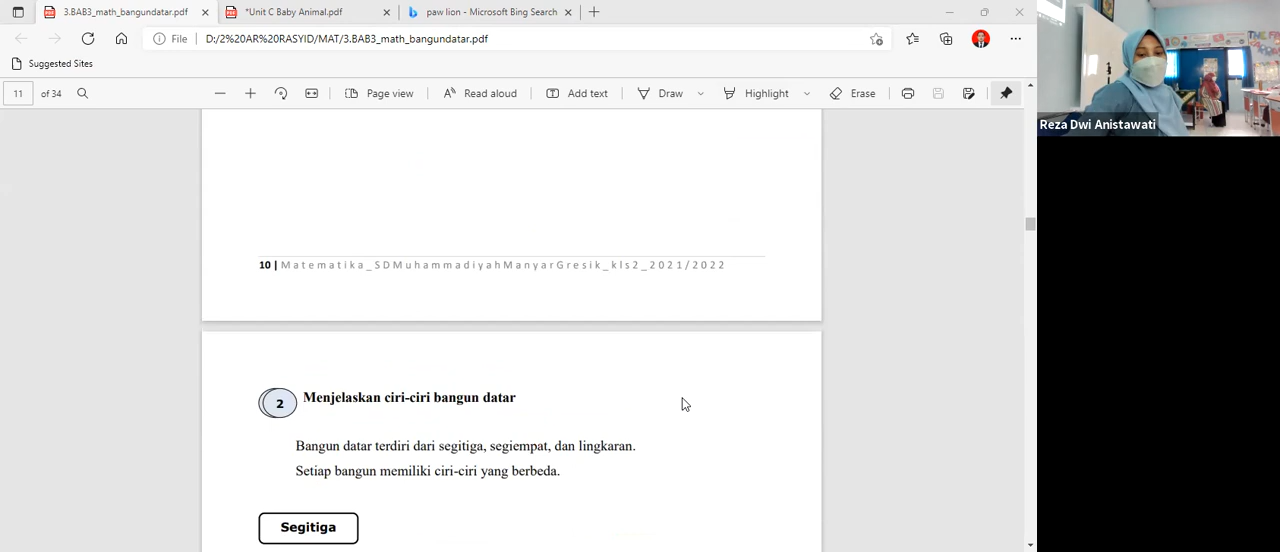 3.BAB3_math_bangundatar.pdf
*Unit C Baby Animal.pdf
paw lion - Microsoft Bing Search
File
D:/2%20AR%20RASYID/MAT/3.BAB3_math_bangundatar.pdf
Suggested Sites
11 of 34
Page view
Read aloud
Add text
Draw
Highlight
Erase
Reza Dwi Anistawati
10 | Matematika_SDMuhammadiyahManyarGresik_kls2_2021/2022
2 Menjelaskan ciri-ciri bangun datar
Bangun datar terdiri dari segitiga, segiempat, dan lingkaran.
Setiap bangun memiliki ciri-ciri yang berbeda.
Segitiga